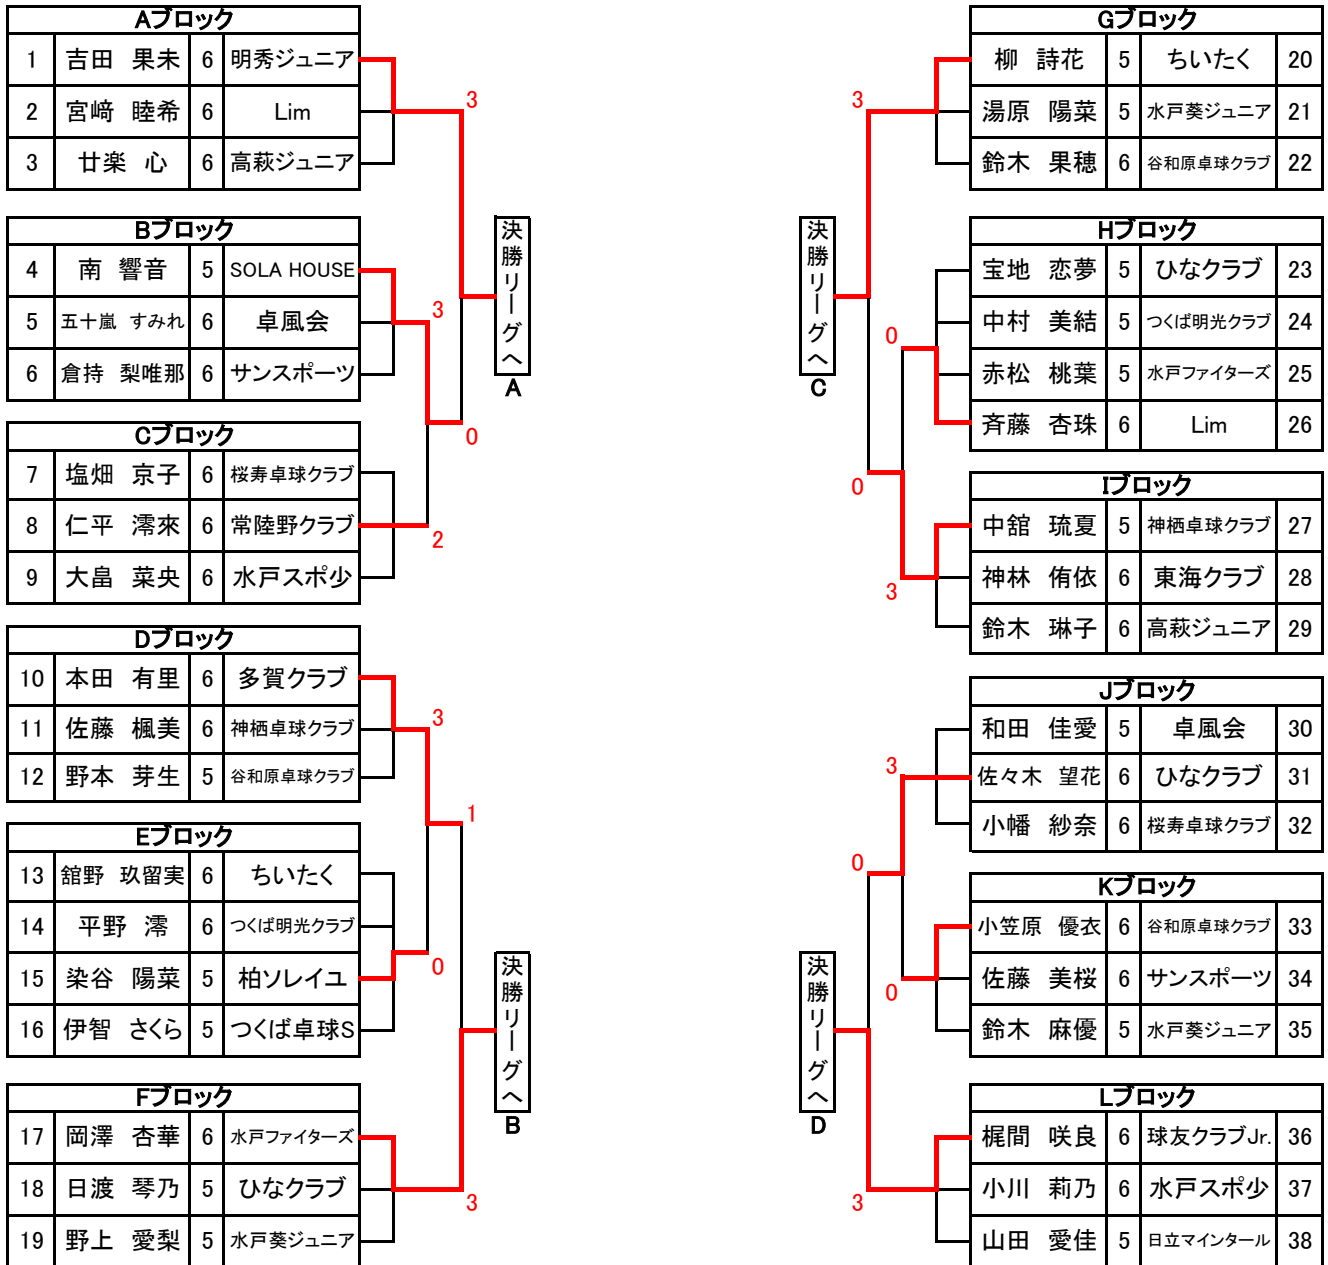 Aブロック
1 吉田 果未 6 明秀ジュニア
2 宮﨑 睦希 6 Lim
3 廿楽 心 6 高萩ジュニア
3
Bブロック
4 南 響音 5 SOLA HOUSE
5 五十嵐 すみれ 6 卓風会
6 倉持 梨唯那 6 サンスポーツ
3
決勝リーグへ
A
Cブロック
7 塩畑 京子 6 桜寿卓球クラブ
8 仁平 澪來 6 常陸野クラブ
9 大畠 菜央 6 水戸スポ少
0
2
Dブロック
10 本田 有里 6 多賀クラブ
11 佐藤 楓美 6 神栖卓球クラブ
12 野本 芽生 5 谷和原卓球クラブ
3
1
Eブロック
13 舘野 玖留実 6 ちいたく
14 平野 澪 6 つくば明光クラブ
15 染谷 陽菜 5 柏ソレイユ
16 伊智 さくら 5 つくば卓球S
0
決勝リーグへ
B
Fブロック
17 岡澤 杏華 6 水戸ファイターズ
18 日渡 琴乃 5 ひなクラブ
19 野上 愛梨 5 水戸葵ジュニア
3
Gブロック
柳 詩花 5 ちいたく 20
湯原 陽菜 5 水戸葵ジュニア 21
鈴木 果穂 6 谷和原卓球クラブ 22
3
決勝リーグへ
C
Hブロック
宝地 恋夢 5 ひなクラブ 23
中村 美結 5 つくば明光クラブ 24
赤松 桃葉 5 水戸ファイターズ 25
斉藤 杏珠 6 Lim 26
0
0
Iブロック
中舘 琉夏 5 神栖卓球クラブ 27
神林 侑依 6 東海クラブ 28
鈴木 琳子 6 高萩ジュニア 29
3
Jブロック
和田 佳愛 5 卓風会 30
佐々木 望花 6 ひなクラブ 31
小幡 紗奈 6 桜寿卓球クラブ 32
3
0
Kブロック
小笠原 優衣 6 谷和原卓球クラブ 33
佐藤 美桜 6 サンスポーツ 34
鈴木 麻優 5 水戸葵ジュニア 35
0
決勝リーグへ
D
Lブロック
梶間 咲良 6 球友クラブJr. 36
小川 莉乃 6 水戸スポ少 37
山田 愛佳 5 日立マインタール 38
3